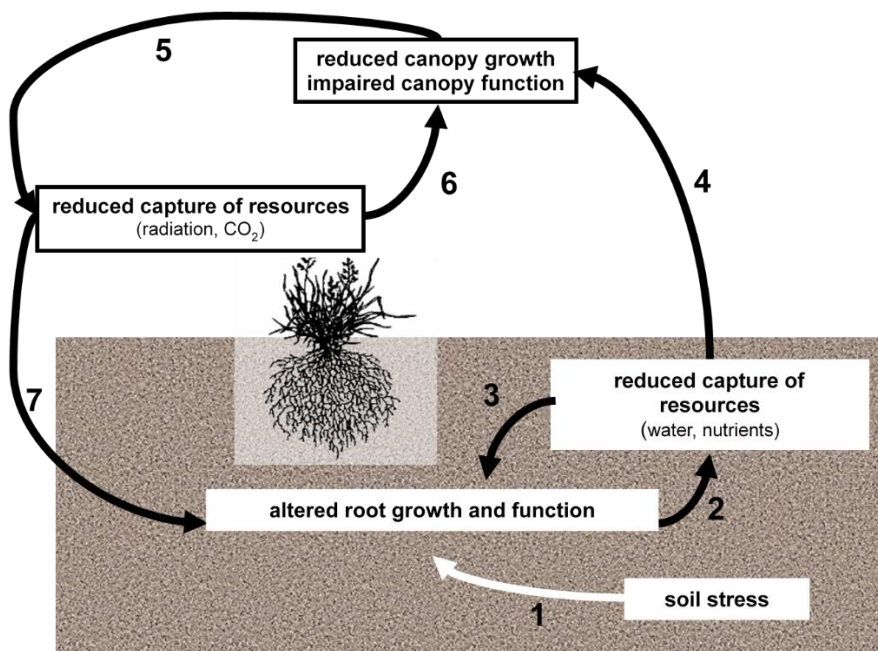 5
reduced canopy growth
impaired canopy function
6
4
reduced capture of resources
(radiation, CO₂)
7
3
reduced capture of
resources
(water, nutrients)
altered root growth and function
2
1
soil stress